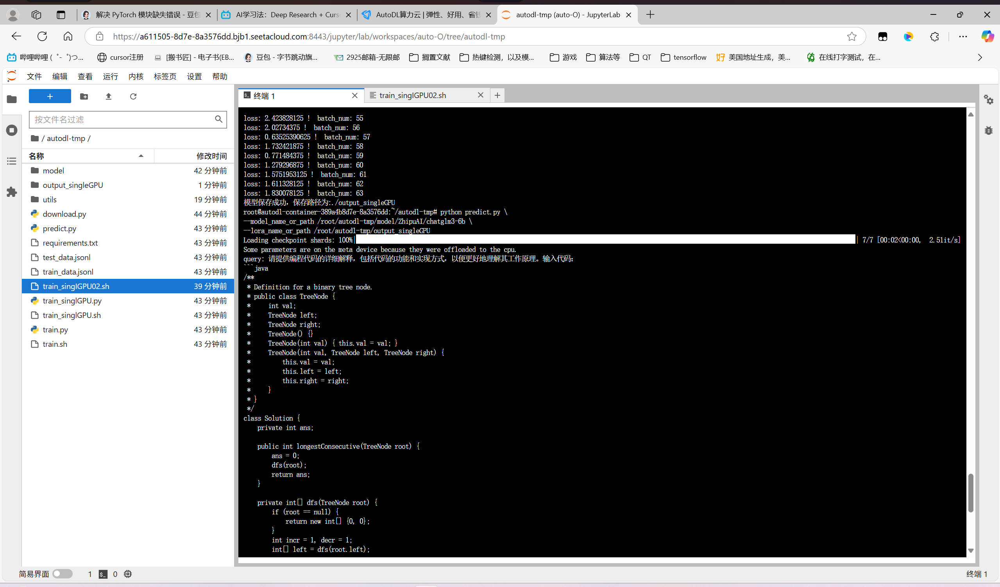 解决 PyTorch 模块缺失错误 - 豆包
AI学习法：Deep Research + Curs
AutoDL算力云 | 弹性、好用、省钱
autodl-tmp (auto-O) - JupyterLab
https://a611505-8d7e-8a3576dd.bjb1.seetacloud.com:8443/jupyter/lab/workspaces/auto-O/tree/autodl-tmp
哔哩哔哩 ( ゜- ゜)つ...
cursor注册
[搬书匠] - 电子书(EB...
豆包 - 字节跳动旗...
2925邮箱-无限邮
搁置文献
热键检测，以及模...
游戏
算法等
QT
tensorflow
好 美国地址生成，美...
在线打字测试，在...
文件 编辑 查看 运行 内核 标签页 设置 帮助
终端 1
train_singlGPU02.sh
按文件名过滤
/ autodl-tmp /
名称 修改时间
model 42 分钟前
output_singleGPU 1 分钟前
utils 19 分钟前
download.py 44 分钟前
predict.py 43 分钟前
requirements.txt 43 分钟前
test_data.jsonl 43 分钟前
train_data.jsonl 43 分钟前
train_singlGPU02.sh 39 分钟前
train_singlGPU.py 43 分钟前
train_singlGPU.sh 43 分钟前
train.py 43 分钟前
train.sh 43 分钟前
loss: 2.423828125 ! batch_num: 55
loss: 2.02734375 ! batch_num: 56
loss: 0.63525390625 ! batch_num: 57
loss: 1.732421875 ! batch_num: 58
loss: 0.771484375 ! batch_num: 59
loss: 1.279296875 ! batch_num: 60
loss: 1.5751953125 ! batch_num: 61
loss: 1.611328125 ! batch_num: 62
loss: 1.830078125 ! batch_num: 63
模型保存成功，保存路径为:./output_singleGPU
root@autodl-container-389a4b8d7e-8a3576dd:~/autodl-tmp# python predict.py \
--model_name_or_path /root/autodl-tmp/model/ZhipuAI/chatglm3-6b \
--lora_name_or_path /root/autodl-tmp/output_singleGPU
Loading checkpoint shards: 100%| | 7/7 [00:02<00:00, 2.51it/s]
Some parameters are on the meta device because they were offloaded to the cpu.
query: 请提供编程代码的详细解释，包括代码的功能和实现方式，以便更好地理解其工作原理。输入代码：
```java
/**
 * Definition for a binary tree node.
 * public class TreeNode {
 *     int val;
 *     TreeNode left;
 *     TreeNode right;
 *     TreeNode() {}
 *     TreeNode(int val) { this.val = val; }
 *     TreeNode(int val, TreeNode left, TreeNode right) {
 *         this.val = val;
 *         this.left = left;
 *         this.right = right;
 *     }
 * }
 */
class Solution {
    private int ans;
    public int longestConsecutive(TreeNode root) {
        ans = 0;
        dfs(root);
        return ans;
    }
    private int[] dfs(TreeNode root) {
        if (root == null) {
            return new int[] {0, 0};
        }
        int incr = 1, decr = 1;
        int[] left = dfs(root.left);
简易界面 1 $_ 0
终端 1